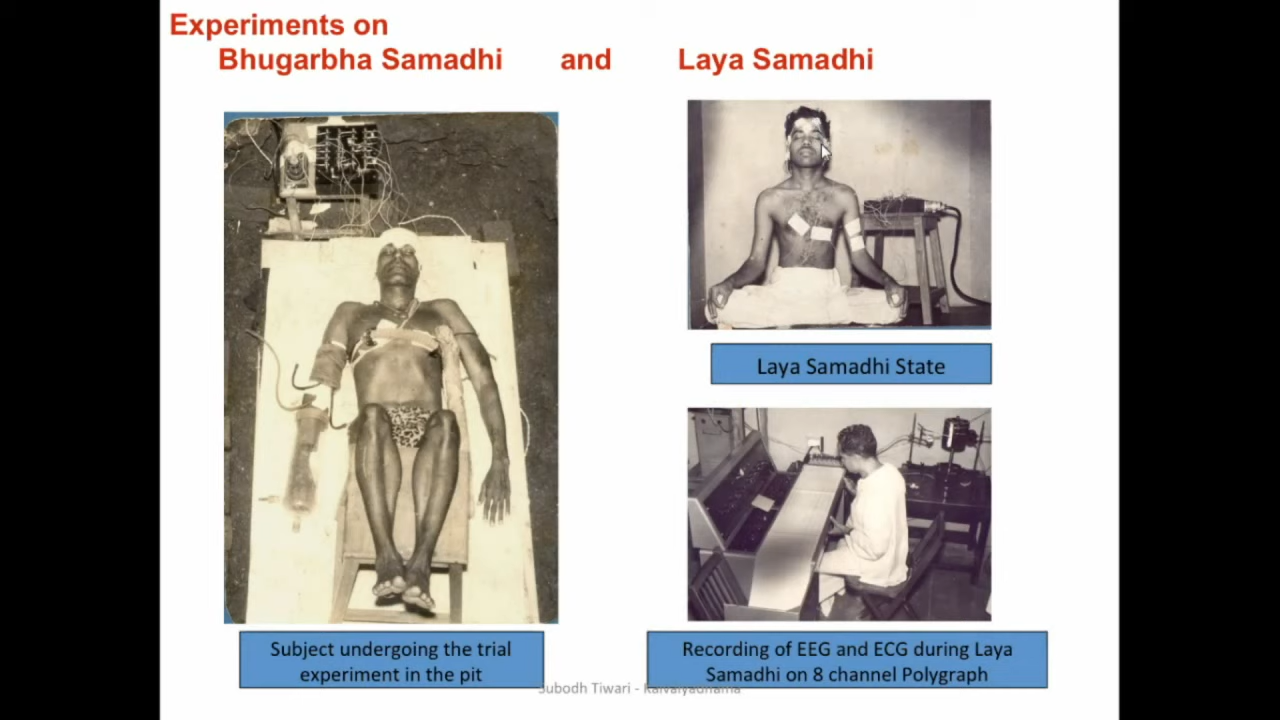 Experiments on
Bhugarbha Samadhi and Laya Samadhi
Laya Samadhi State
Subject undergoing the trial
experiment in the pit
Recording of EEG and ECG during Laya
Samadhi on 8 channel Polygraph
Subodh Tiwari - Kaivalyadhama